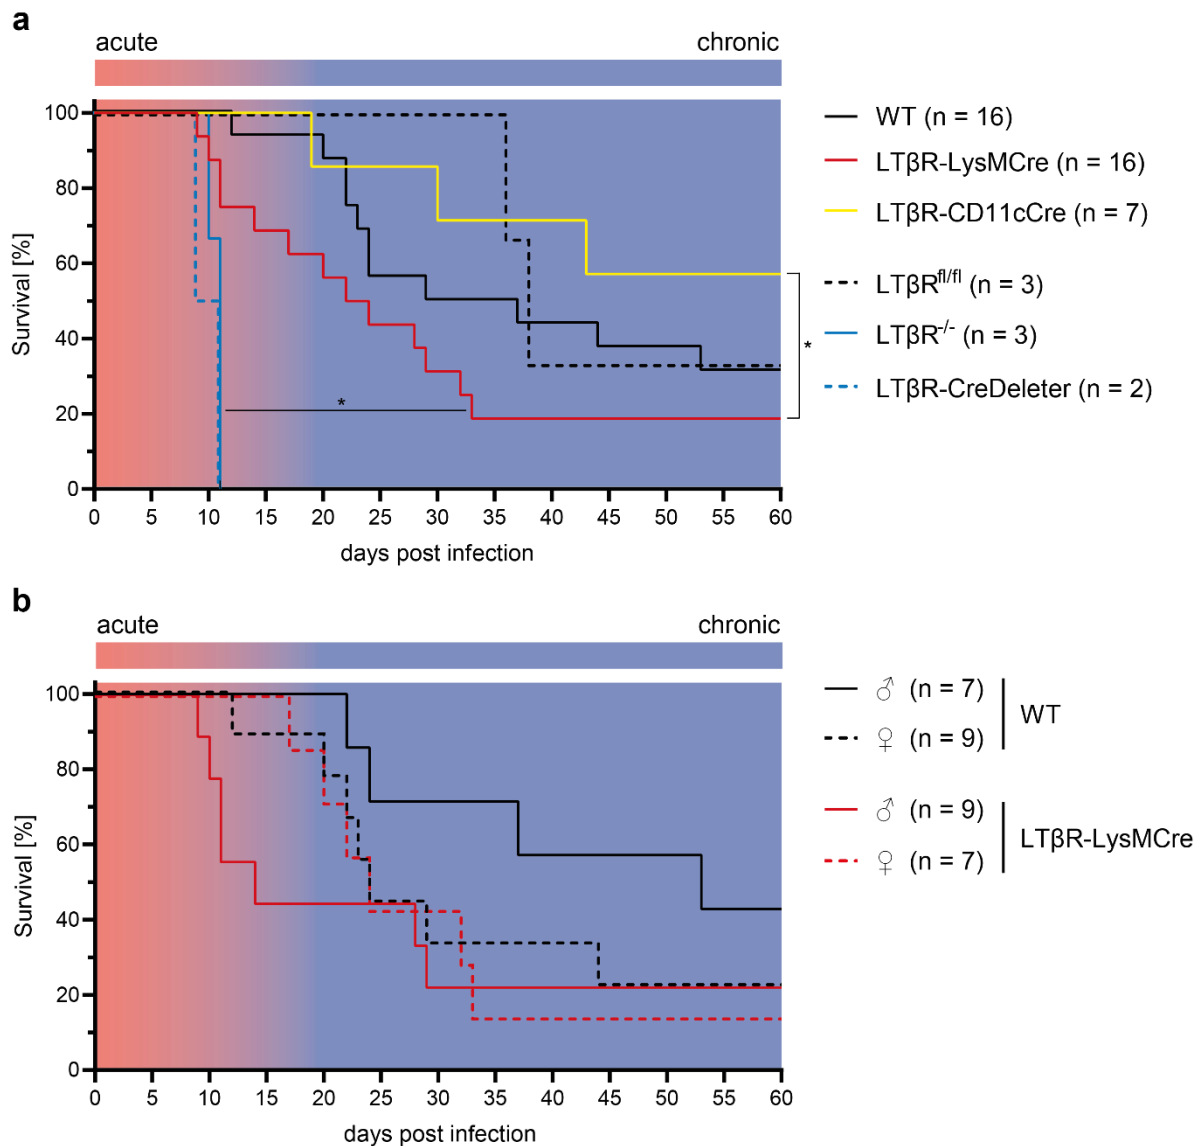 a
acute chronic
100
80
60
40
20
0
Survival [%]
0 5 10 15 20 25 30 35 40 45 50 55 60
days post infection
*
*
WT (n = 16)
LTβR-LysMCre (n = 16)
LTβR-CD11cCre (n = 7)
LTβRfl/fl (n = 3)
LTβR-/- (n = 3)
LTβR-CreDeleter (n = 2)
b
acute chronic
100
80
60
40
20
0
Survival [%]
0 5 10 15 20 25 30 35 40 45 50 55 60
days post infection
♂ (n = 7)
♀ (n = 9)
WT
♂ (n = 9)
♀ (n = 7)
LTβR-LysMCre